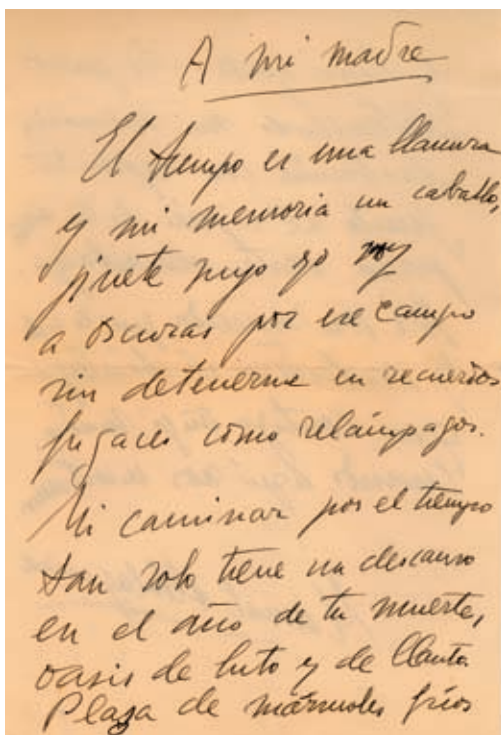 A mi madre
El tiempo es una llanura
y mi memoria un caballo,
jinete suyo yo voy
a oscuras por ese campo
sin detenerme en recuerdos
fugaces como relámpagos.
Mi caminar por el tiempo
tan solo tiene un descanso
en el año de tu muerte,
oasis de luto y de llanto.
Plaza de mármoles fríos